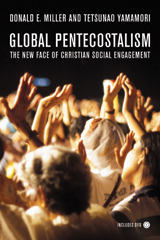 DONALD E. MILLER AND TETSUNAO YAMAMORI
GLOBAL PENTECOSTALISM
THE NEW FACE OF CHRISTIAN SOCIAL ENGAGEMENT
INCLUDES DVD